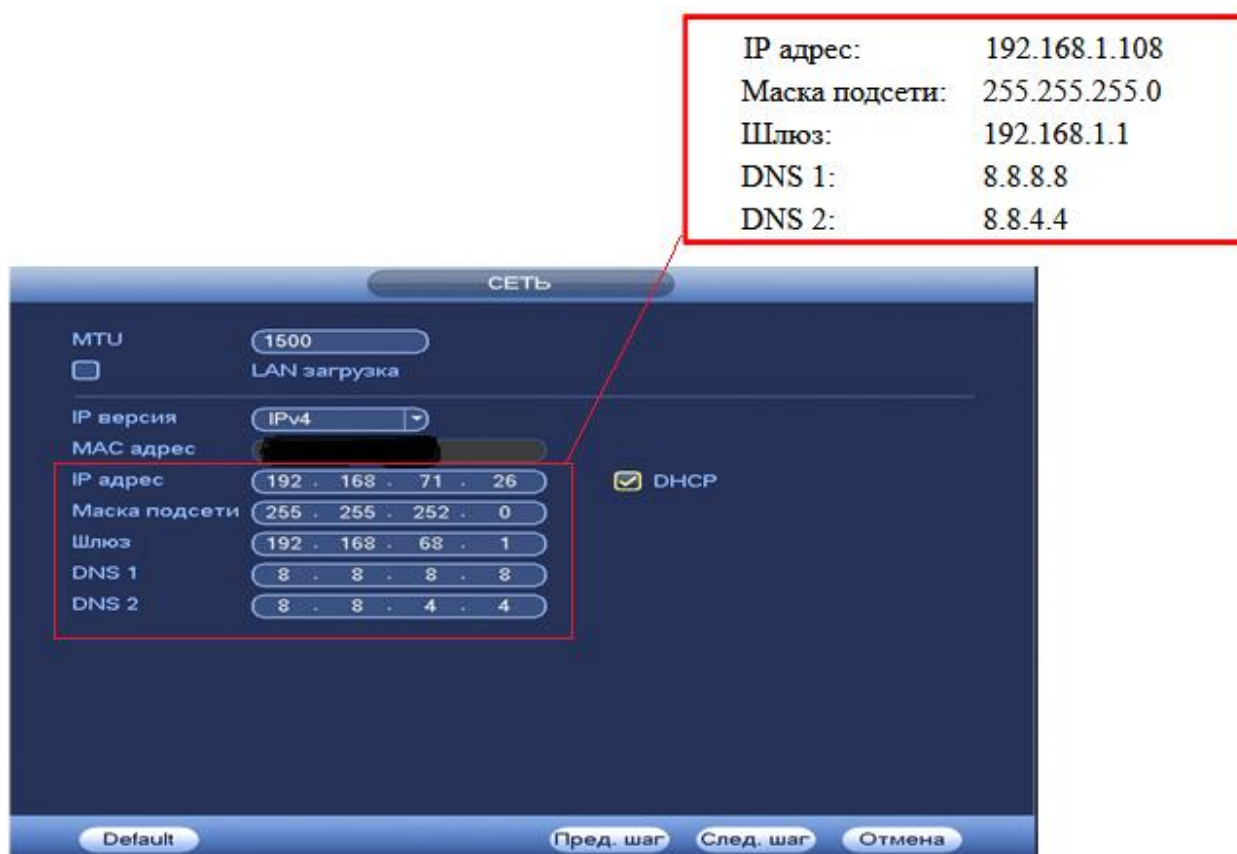 IP адрес: 192.168.1.108
Маска подсети: 255.255.255.0
Шлюз: 192.168.1.1
DNS 1: 8.8.8.8
DNS 2: 8.8.4.4
СЕТЬ
MTU 1500
LAN загрузка
IP версия IPv4
MAC адрес
IP адрес 192 . 168 . 71 . 26 DHCP
Маска подсети 255 . 255 . 252 . 0
Шлюз 192 . 168 . 68 . 1
DNS 1 8 . 8 . 8 . 8
DNS 2 8 . 8 . 4 . 4
Default Пред. шаг След. шаг Отмена